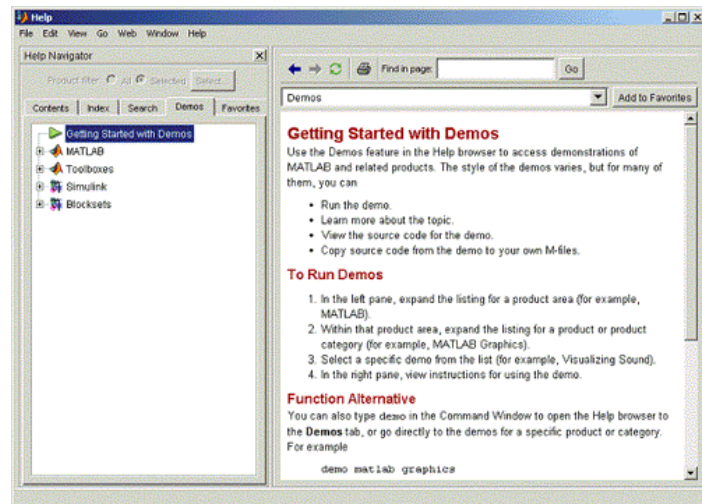 Help
File Edit View Go Web Window Help
Help Navigator
Product filter: All Selected Select...
Contents Index Search Demos Favorites
Getting Started with Demos
MATLAB
Toolboxes
Simulink
Blocksets
Find in page: Go
Demos Add to Favorites
Getting Started with Demos
Use the Demos feature in the Help browser to access demonstrations of
MATLAB and related products. The style of the demos varies, but for many of
them, you can
• Run the demo.
• Learn more about the topic.
• View the source code for the demo.
• Copy source code from the demo to your own M-files.
To Run Demos
1. In the left pane, expand the listing for a product area (for example,
MATLAB).
2. Within that product area, expand the listing for a product or product
category (for example, MATLAB Graphics).
3. Select a specific demo from the list (for example, Visualizing Sound).
4. In the right pane, view instructions for using the demo.
Function Alternative
You can also type demo in the Command Window to open the Help browser to
the Demos tab, or go directly to the demos for a specific product or category.
For example
demo matlab graphics